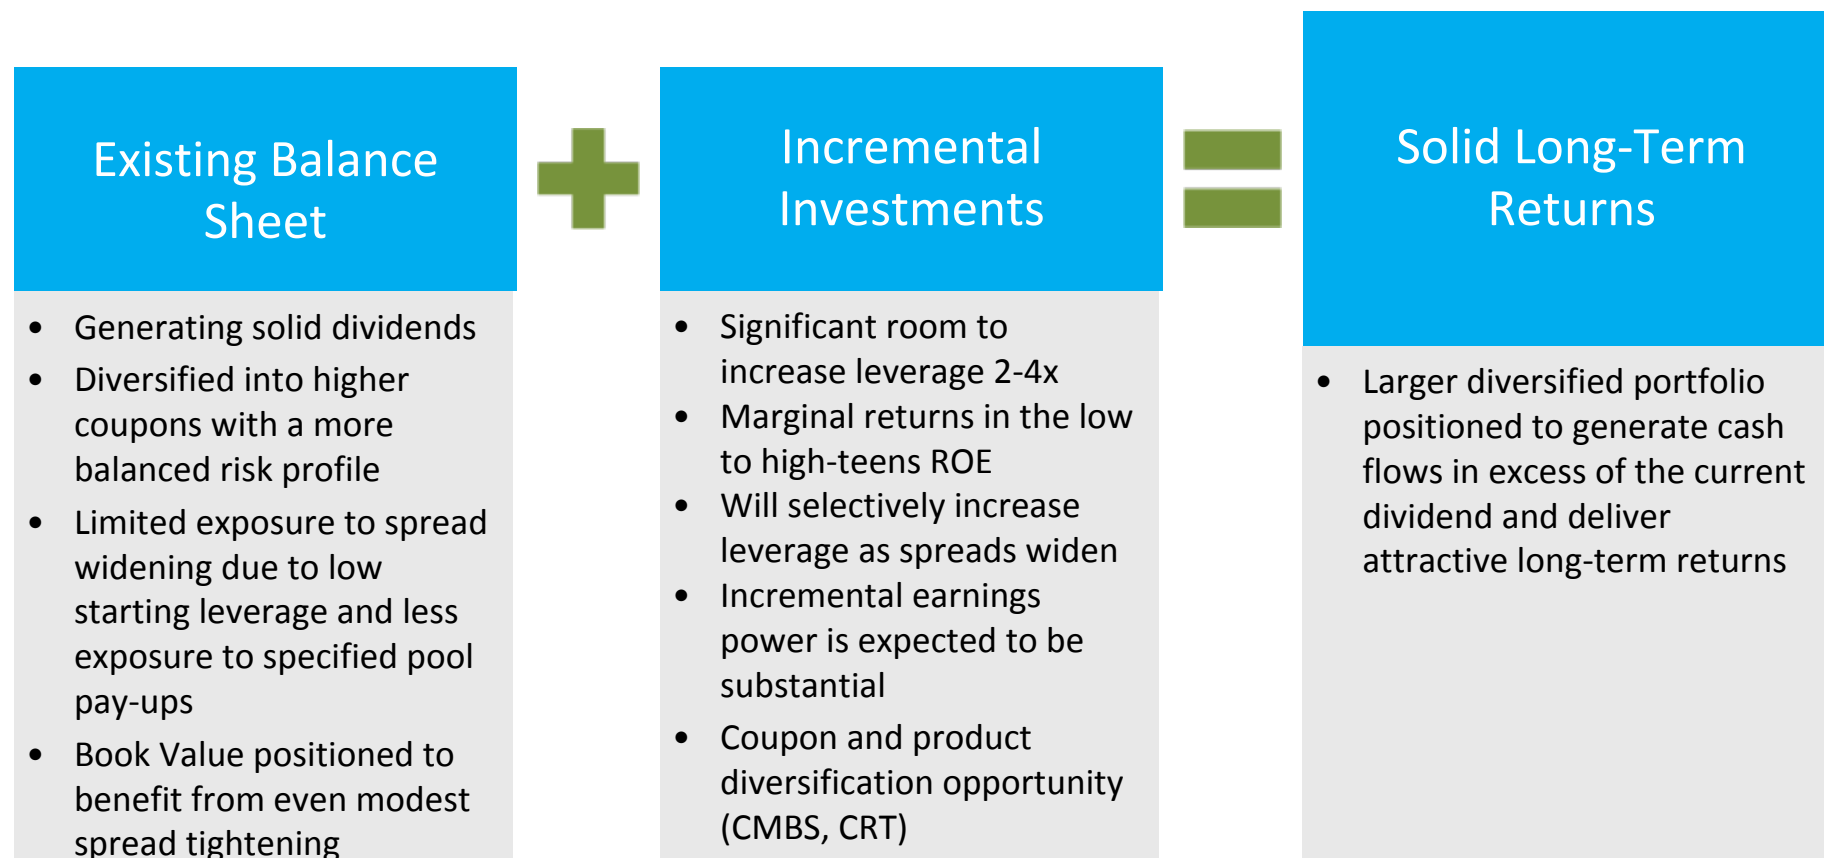 Existing Balance
Sheet
• Generating solid dividends
• Diversified into higher
coupons with a more
balanced risk profile
• Limited exposure to spread
widening due to low
starting leverage and less
exposure to specified pool
pay-ups
• Book Value positioned to
benefit from even modest
spread tightening
Incremental
Investments
• Significant room to
increase leverage 2-4x
• Marginal returns in the low
to high-teens ROE
• Will selectively increase
leverage as spreads widen
• Incremental earnings
power is expected to be
substantial
• Coupon and product
diversification opportunity
(CMBS, CRT)
Solid Long-Term
Returns
• Larger diversified portfolio
positioned to generate cash
flows in excess of the current
dividend and deliver
attractive long-term returns